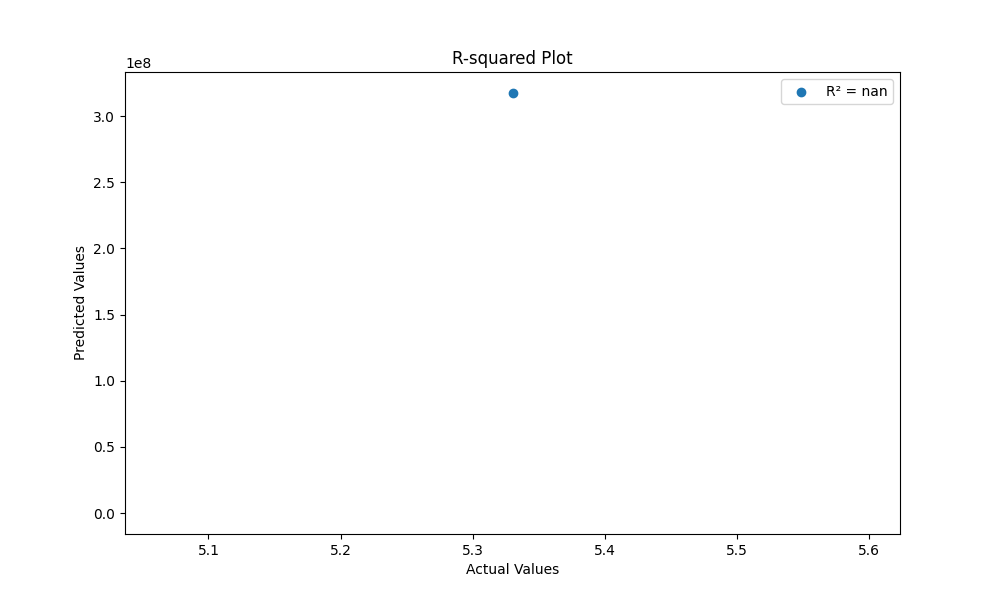 R-squared Plot
1e8
R² = nan
3.0
2.5
2.0
1.5
1.0
0.5
0.0
Predicted Values
5.1 5.2 5.3 5.4 5.5 5.6
Actual Values